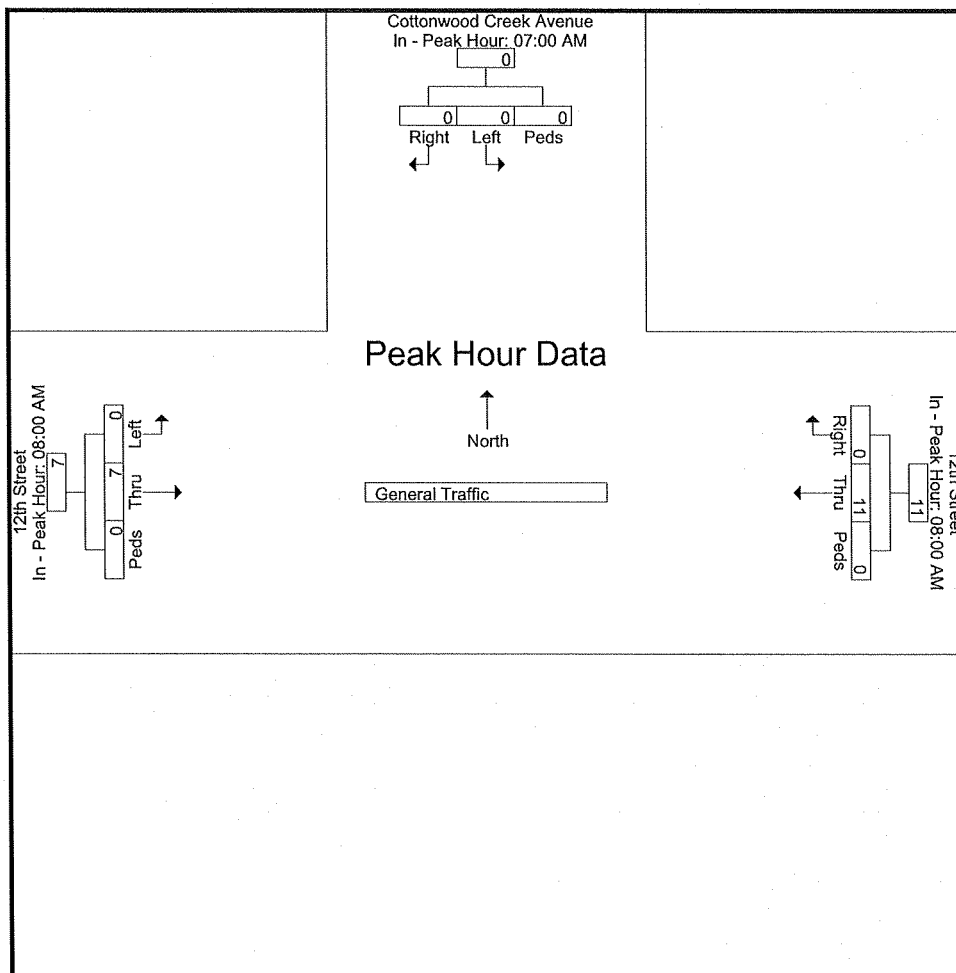 Cottonwood Creek Avenue
In - Peak Hour: 07:00 AM
0
0 0 0
Right Left Peds
Peak Hour Data
North
General Traffic
12th Street
In - Peak Hour: 08:00 AM
7
0 7 0
Left Thru Peds
12th Street
In - Peak Hour: 08:00 AM
11
0 11 0
Right Thru Peds